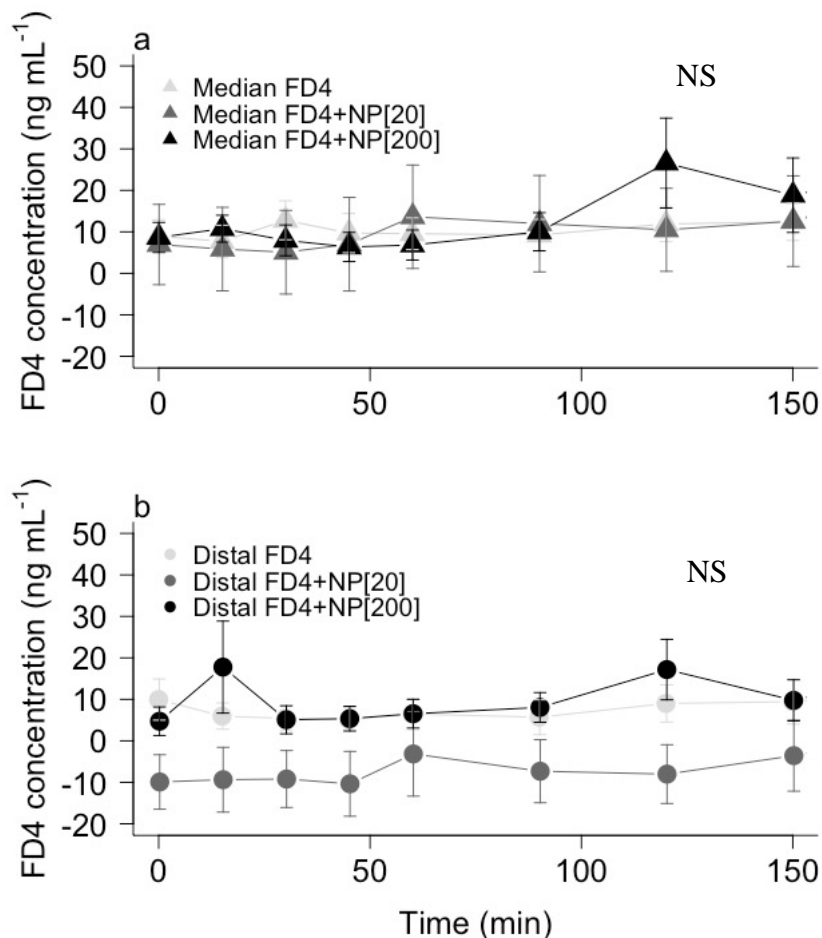 a
NS
Median FD4
Median FD4+NP[20]
Median FD4+NP[200]
FD4 concentration (ng mL⁻¹)
50
40
30
20
10
0
-10
-20
0
50
100
150
b
NS
Distal FD4
Distal FD4+NP[20]
Distal FD4+NP[200]
FD4 concentration (ng mL⁻¹)
50
40
30
20
10
0
-10
-20
0
50
100
150
Time (min)